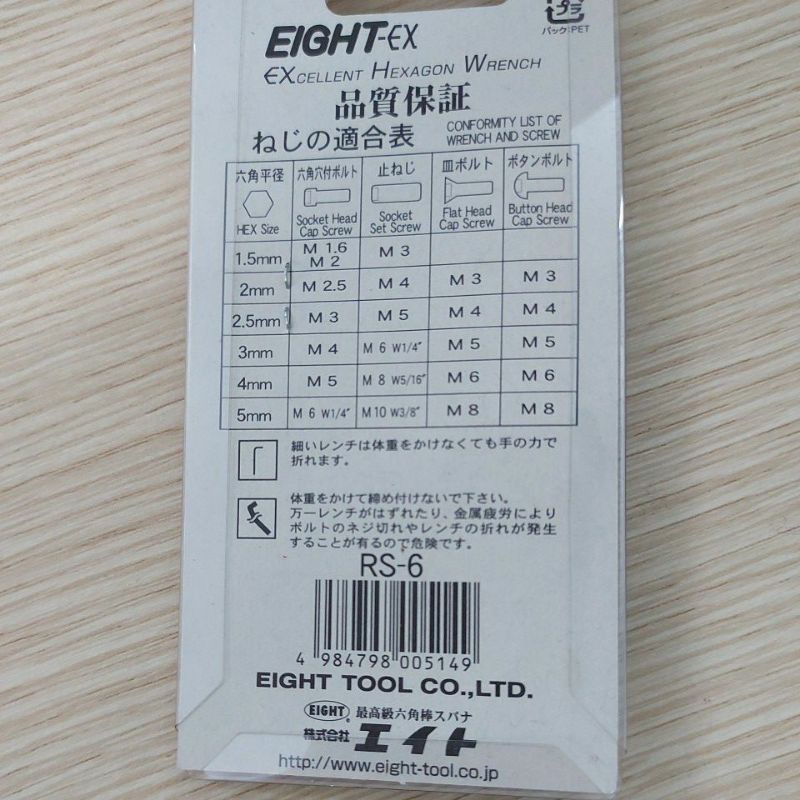 プラ
パック:PET
EIGHT-EX
EXCELLENT HEXAGON WRENCH
品質保証
ねじの適合表
CONFORMITY LIST OF
WRENCH AND SCREW
六角平径 六角穴付ボルト 止ねじ 皿ボルト ボタンボルト
HEX Size Socket Head Cap Screw Socket Set Screw Flat Head Cap Screw Button Head Cap Screw
1.5mm M 1.6 M 2 M 3
2mm M 2.5 M 4 M 3 M 3
2.5mm M 3 M 5 M 4 M 4
3mm M 4 M 6 W1/4" M 5 M 5
4mm M 5 M 8 W5/16" M 6 M 6
5mm M 6 W1/4" M10 W3/8" M 8 M 8
細いレンチは体重をかけなくても手の力で
折れます。
体重をかけて締め付けないで下さい。
万一レンチがはずれたり、金属疲労により
ボルトのネジ切れやレンチの折れが発生
することが有るので危険です。
RS-6
4 984798 005149
EIGHT TOOL CO.,LTD.
EIGHT® 最高級六角棒スパナ
株式会社 エイト
http://www.eight-tool.co.jp